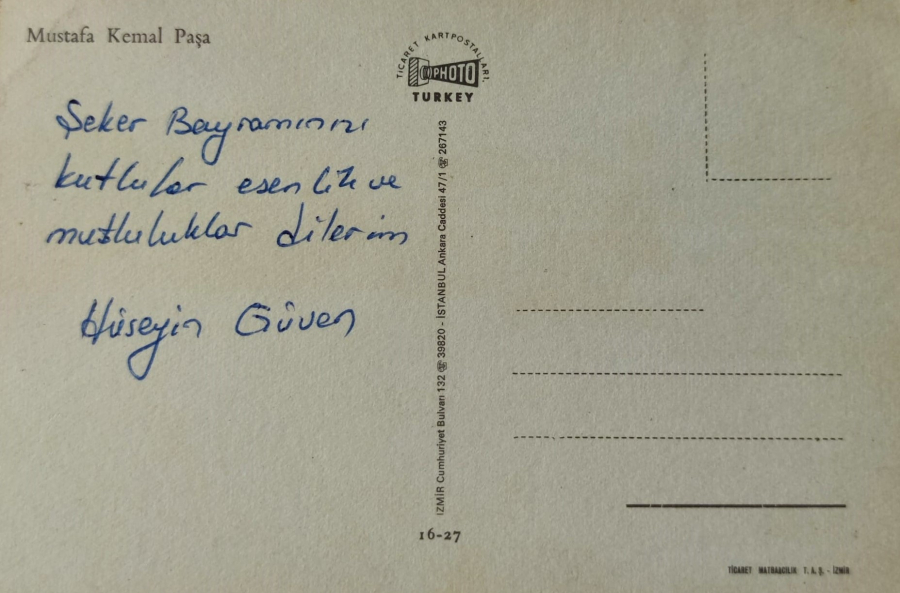 Mustafa Kemal Paşa
TİCARET KARTPOSTALLARI
PHOTO
TURKEY
Şeker Bayramınızı
kutlular esenlik ve
mutluluklar dilerim
Hüseyin Güven
İZMİR Cumhuriyet Bulvarı 132 ☎ 39820 - İSTANBUL Ankara Caddesi 47/1 ☎ 267143
16-27
TİCARET MATBAACILIK T. A. Ş. - İZMİR